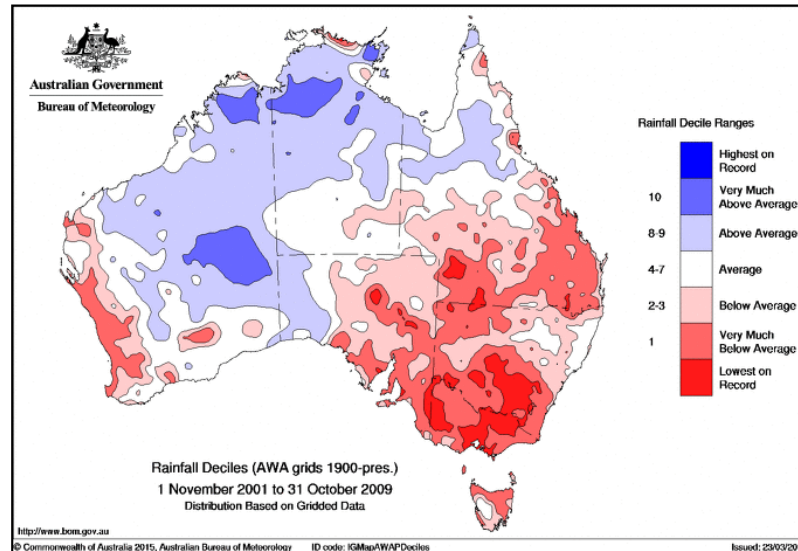 Australian Government
Bureau of Meteorology
Rainfall Decile Ranges
Highest on
Record
10
Very Much
Above Average
8-9
Above Average
4-7
Average
2-3
Below Average
1
Very Much
Below Average
Lowest on
Record
Rainfall Deciles (AWA grids 1900-pres.)
1 November 2001 to 31 October 2009
Distribution Based on Gridded Data
http://www.bom.gov.au
© Commonwealth of Australia 2015, Australian Bureau of Meteorology ID code: IGMapAWAPDeciles Issued: 23/03/20